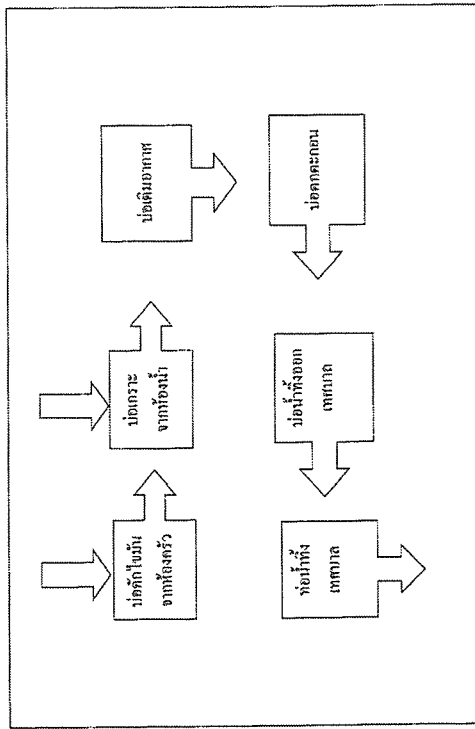 บ่อดักไขมัน
จากห้องครัว
บ่อเกรอะ
จากห้องน้ำ
บ่อเติมอากาศ
บ่อตกตะกอน
บ่อน้ำทิ้งออก
เทศบาล
ท่อน้ำทิ้ง
เทศบาล